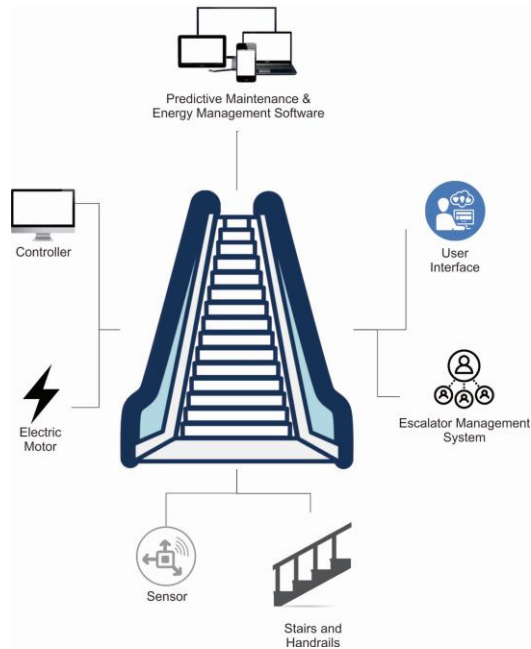 Predictive Maintenance &
Energy Management Software
Controller
User
Interface
Electric
Motor
Escalator Management
System
Sensor
Stairs and
Handrails